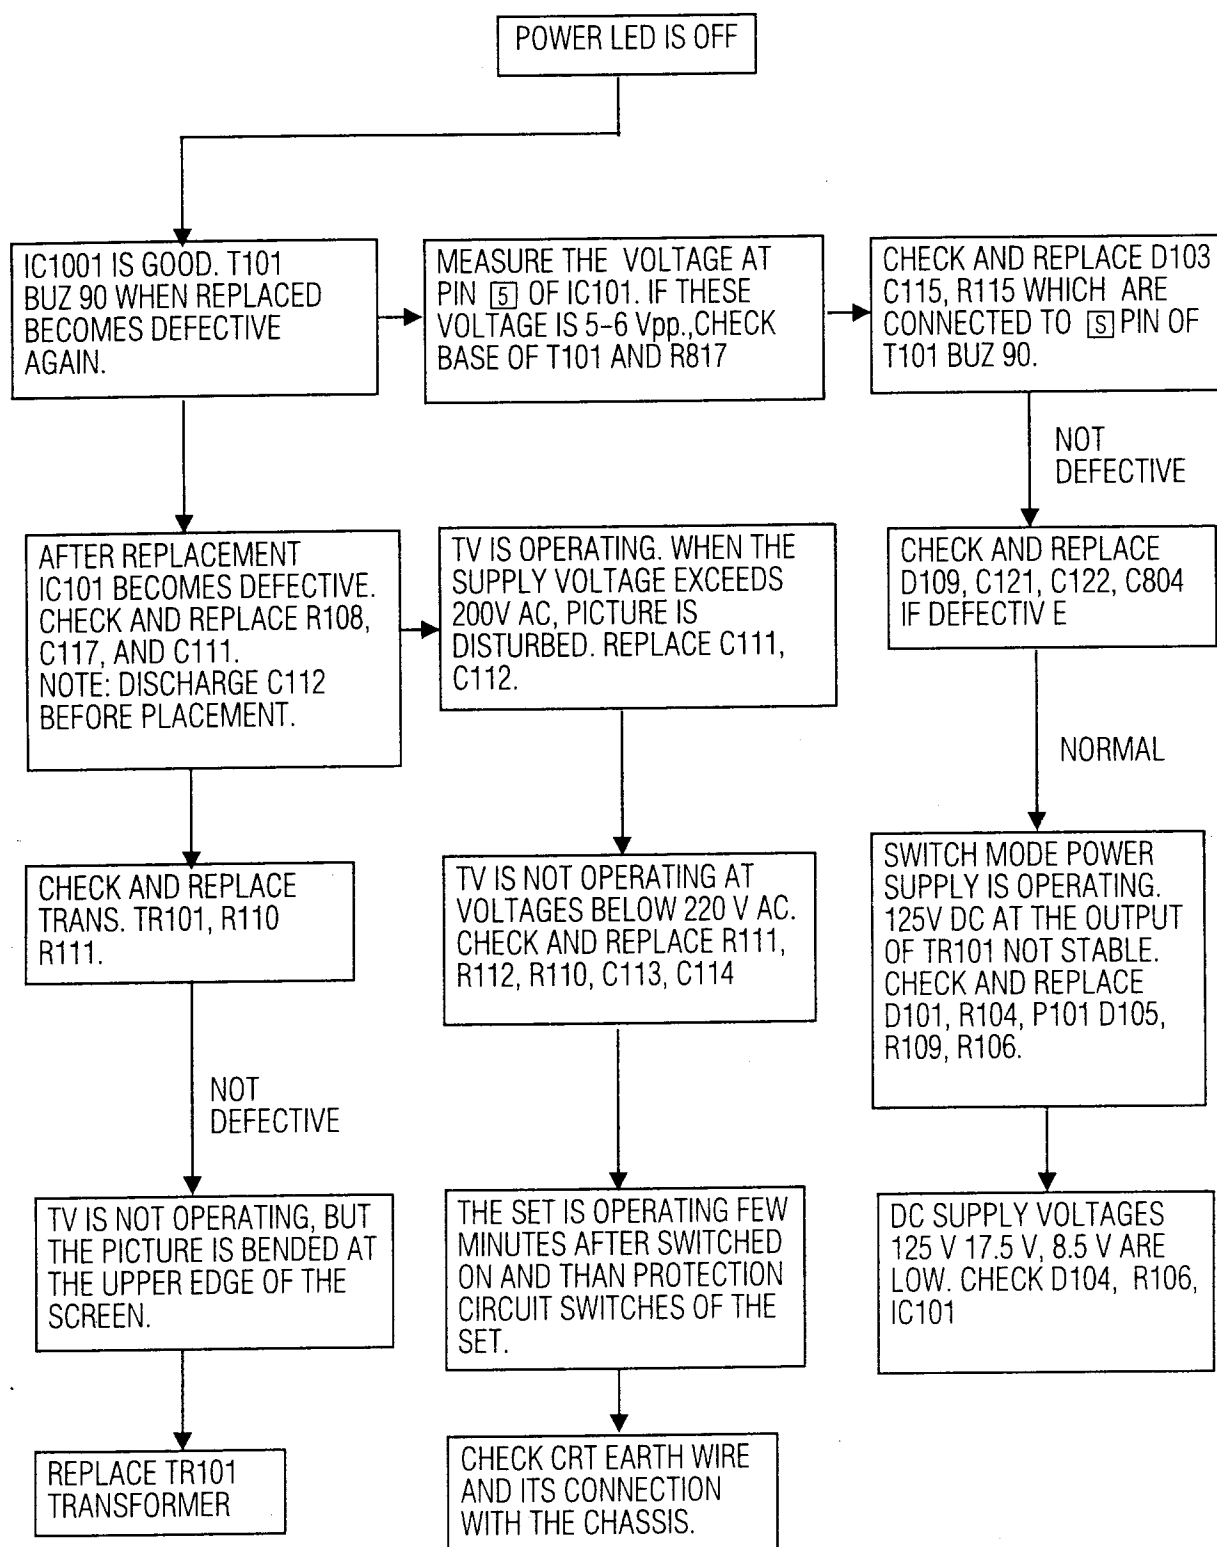 POWER LED IS OFF
IC1001 IS GOOD. T101
BUZ 90 WHEN REPLACED
BECOMES DEFECTIVE
AGAIN.
MEASURE THE VOLTAGE AT
PIN 5 OF IC101. IF THESE
VOLTAGE IS 5-6 Vpp.,CHECK
BASE OF T101 AND R817
CHECK AND REPLACE D103
C115, R115 WHICH ARE
CONNECTED TO S PIN OF
T101 BUZ 90.
NOT
DEFECTIVE
AFTER REPLACEMENT
IC101 BECOMES DEFECTIVE.
CHECK AND REPLACE R108,
C117, AND C111.
NOTE: DISCHARGE C112
BEFORE PLACEMENT.
TV IS OPERATING. WHEN THE
SUPPLY VOLTAGE EXCEEDS
200V AC, PICTURE IS
DISTURBED. REPLACE C111,
C112.
CHECK AND REPLACE
D109, C121, C122, C804
IF DEFECTIV E
NORMAL
CHECK AND REPLACE
TRANS. TR101, R110
R111.
TV IS NOT OPERATING AT
VOLTAGES BELOW 220 V AC.
CHECK AND REPLACE R111,
R112, R110, C113, C114
SWITCH MODE POWER
SUPPLY IS OPERATING.
125V DC AT THE OUTPUT
OF TR101 NOT STABLE.
CHECK AND REPLACE
D101, R104, P101 D105,
R109, R106.
NOT
DEFECTIVE
TV IS NOT OPERATING, BUT
THE PICTURE IS BENDED AT
THE UPPER EDGE OF THE
SCREEN.
THE SET IS OPERATING FEW
MINUTES AFTER SWITCHED
ON AND THAN PROTECTION
CIRCUIT SWITCHES OF THE
SET.
DC SUPPLY VOLTAGES
125 V 17.5 V, 8.5 V ARE
LOW. CHECK D104, R106,
IC101
REPLACE TR101
TRANSFORMER
CHECK CRT EARTH WIRE
AND ITS CONNECTION
WITH THE CHASSIS.